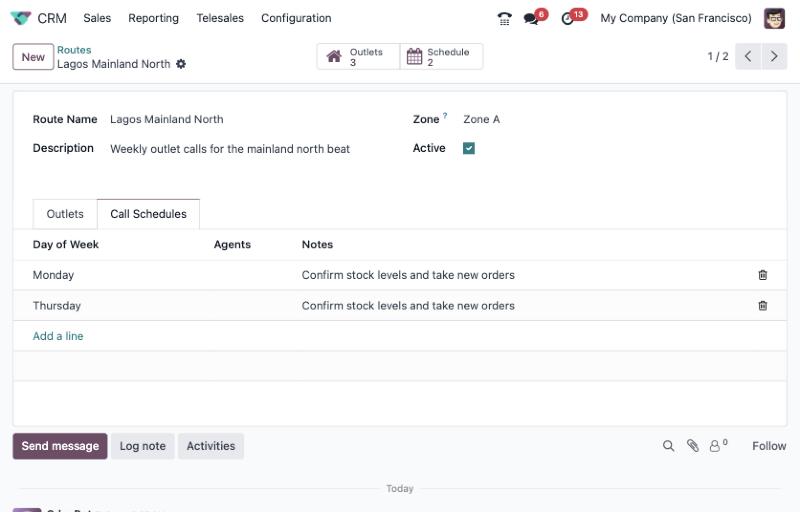 CRM Sales Reporting Telesales Configuration 6 13 My Company (San Francisco)
New Routes Outlets 3 Schedule 2 1 / 2
Lagos Mainland North
Route Name Lagos Mainland North Zone ? Zone A
Description Weekly outlet calls for the mainland north beat Active
Outlets Call Schedules
Day of Week Agents Notes
Monday Confirm stock levels and take new orders
Thursday Confirm stock levels and take new orders
Add a line
Send message Log note Activities 0 Follow
Today